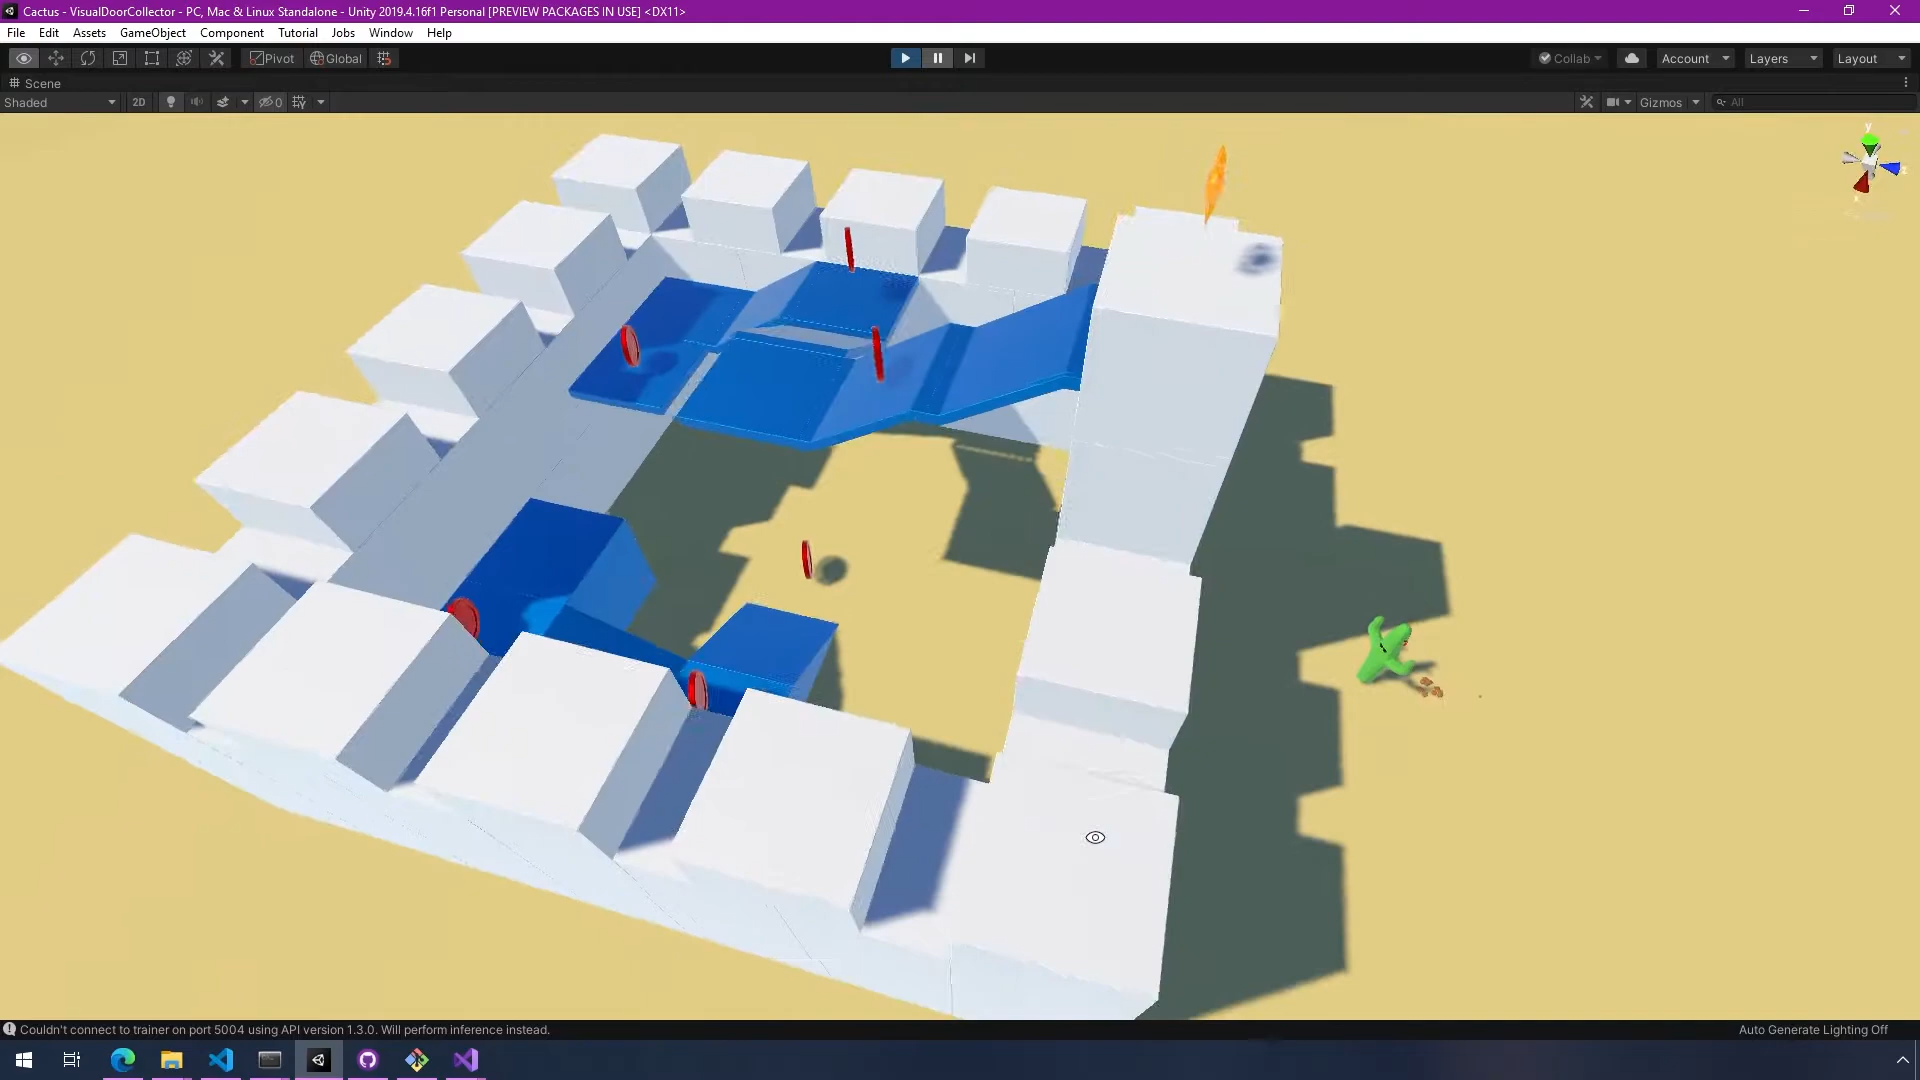 Cactus - VisualDoorCollector - PC, Mac & Linux Standalone - Unity 2019.4.16f1 Personal [PREVIEW PACKAGES IN USE] <DX11>
File Edit Assets GameObject Component Tutorial Jobs Window Help
Pivot Global Collab Account Layers Layout
Scene
Shaded 2D 0 Gizmos All
y
x
Couldn't connect to trainer on port 5004 using API version 1.3.0. Will perform inference instead. Auto Generate Lighting Off